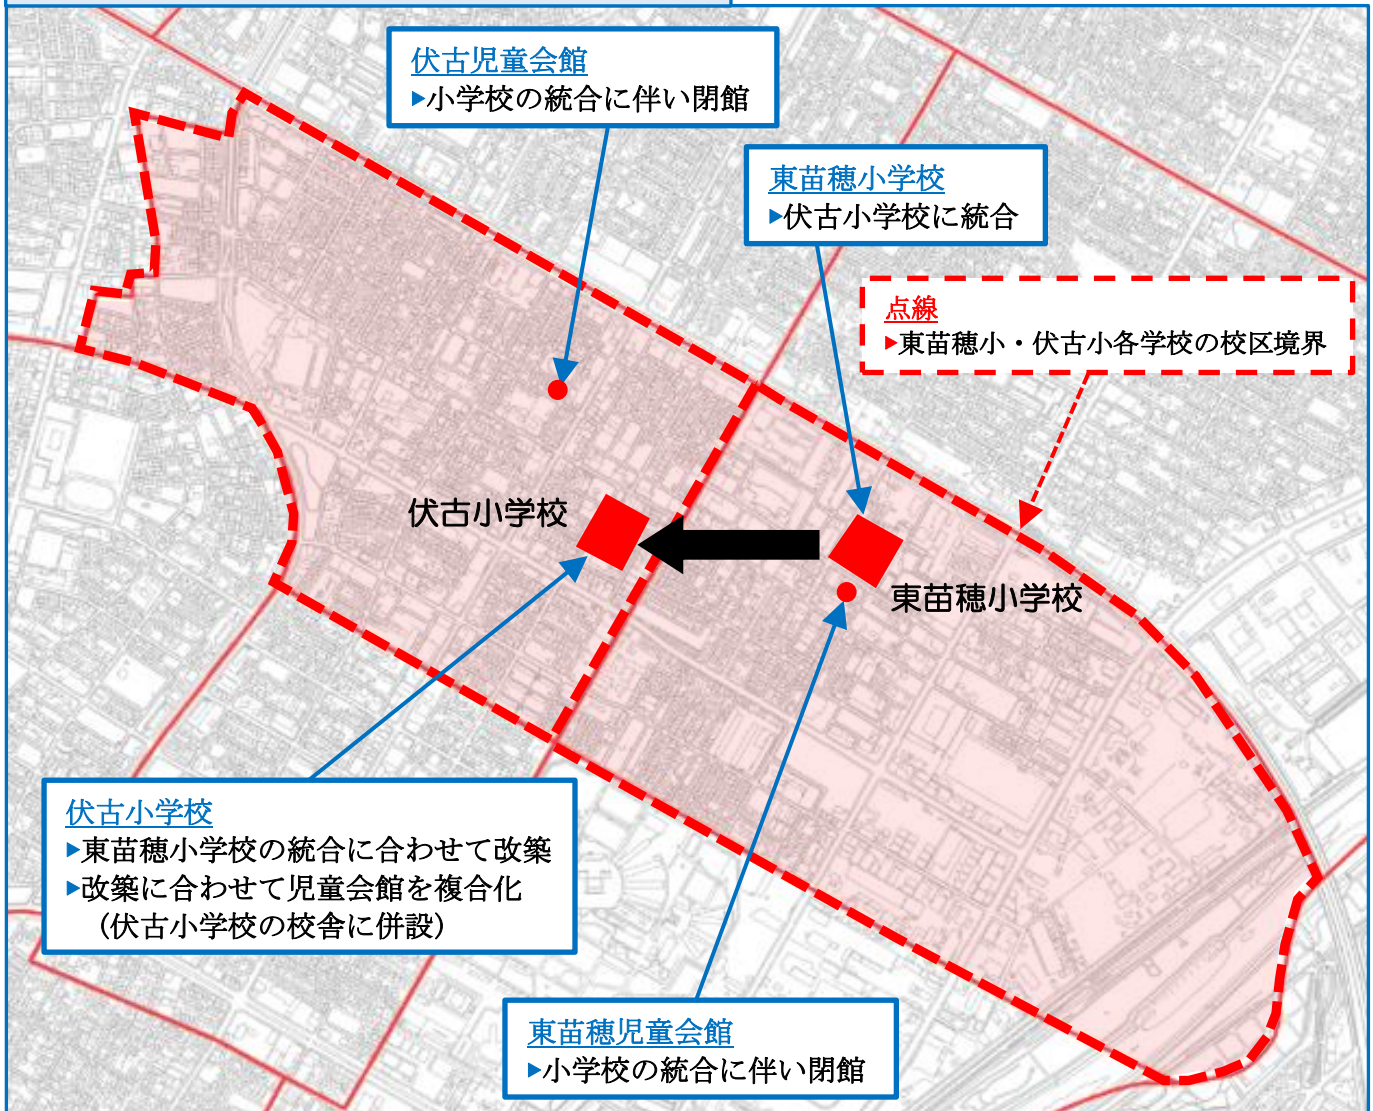 伏古児童会館
▶小学校の統合に伴い閉館
東苗穂小学校
▶伏古小学校に統合
点線
▶東苗穂小・伏古小各学校の校区境界
伏古小学校
東苗穂小学校
伏古小学校
▶東苗穂小学校の統合に合わせて改築
▶改築に合わせて児童会館を複合化
（伏古小学校の校舎に併設）
東苗穂児童会館
▶小学校の統合に伴い閉館